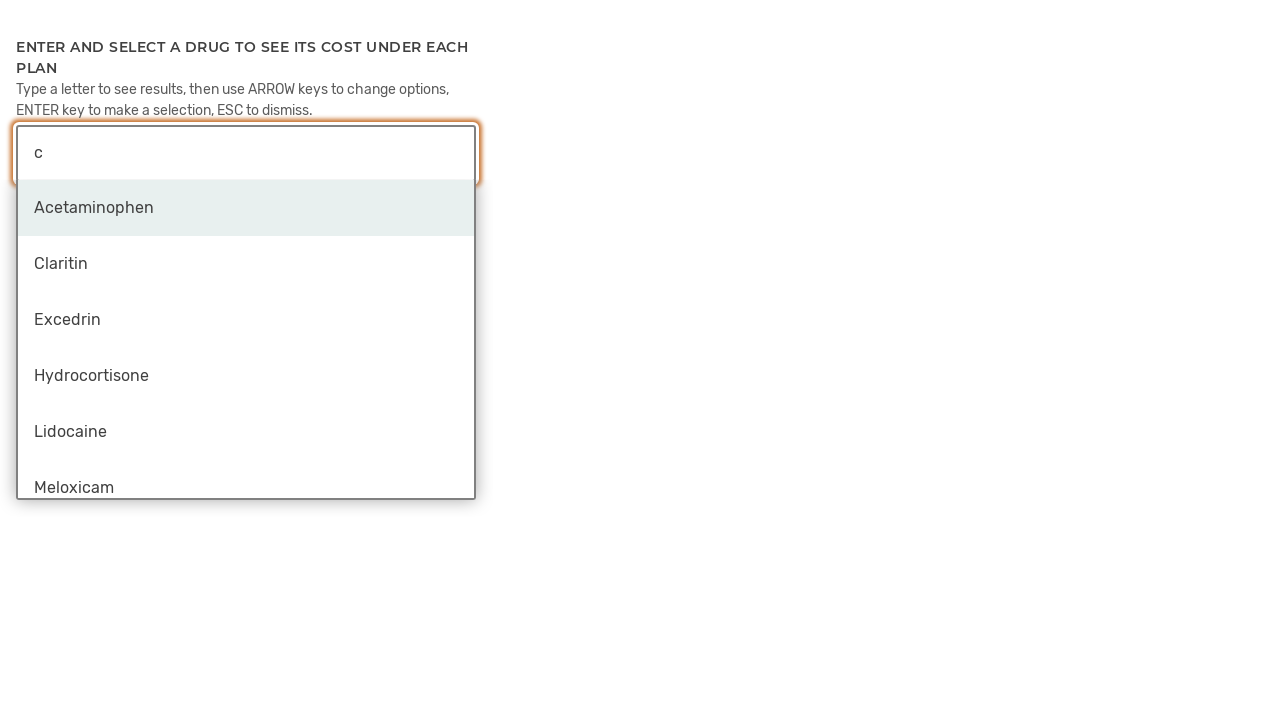 ENTER AND SELECT A DRUG TO SEE ITS COST UNDER EACH
PLAN
Type a letter to see results, then use ARROW keys to change options,
ENTER key to make a selection, ESC to dismiss.
c
Acetaminophen
Claritin
Excedrin
Hydrocortisone
Lidocaine
Meloxicam